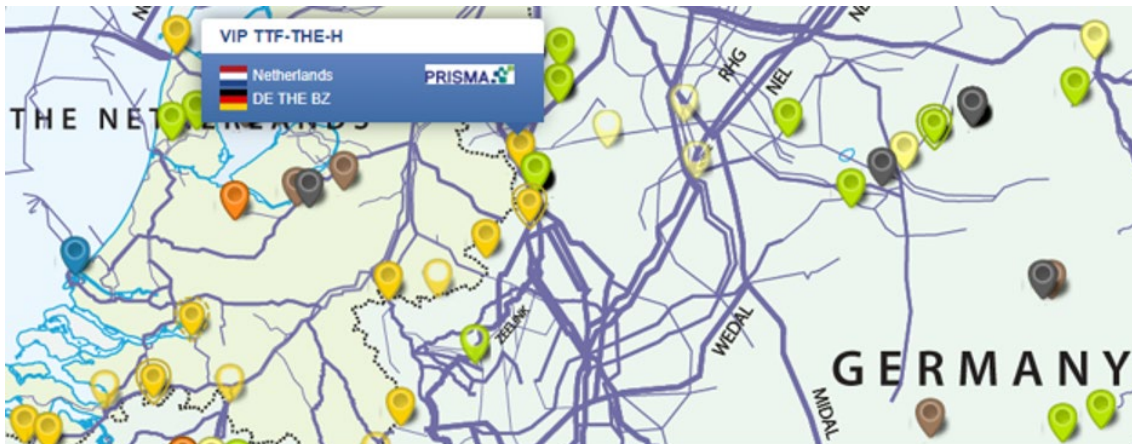 VIP TTF-THE-H
Netherlands
PRISMA
DE THE BZ
THE NETHERLANDS
RHG
NEL
ZEELINK
WEDAL
MIDAL
GERMANY